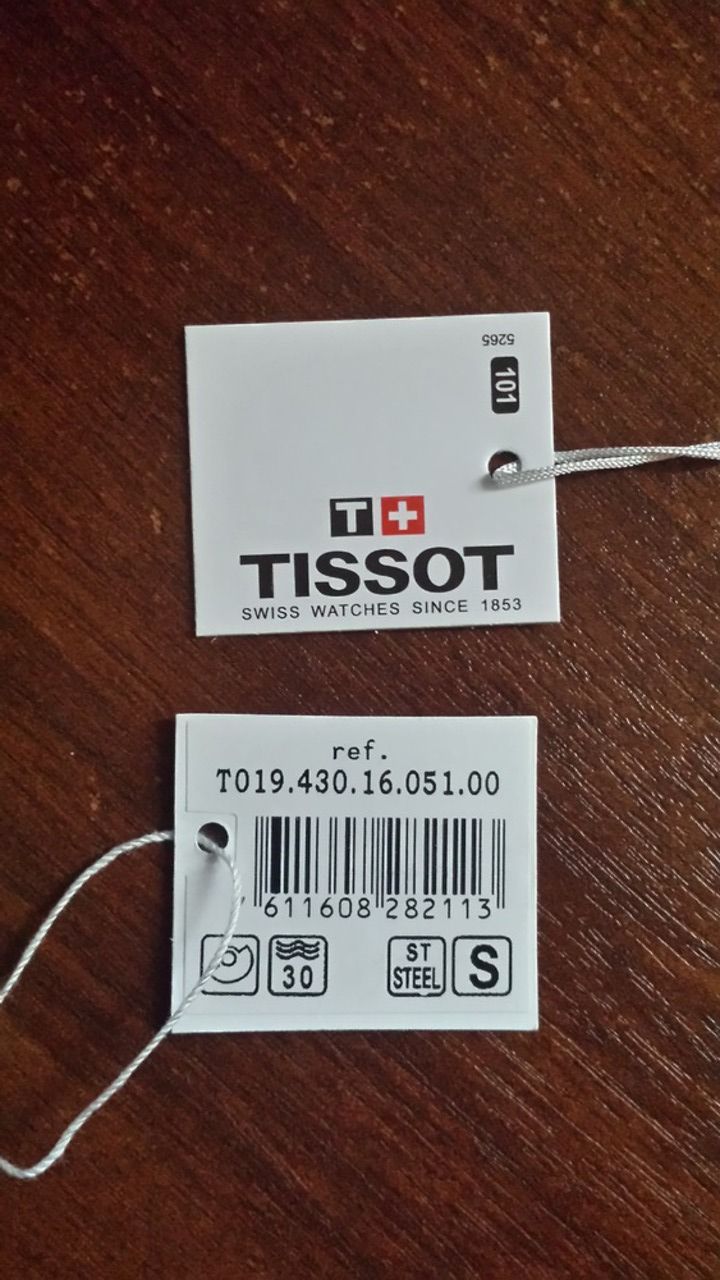 5265
101
T
TISSOT
SWISS WATCHES SINCE 1853
ref.
T019.430.16.051.00
611608 282113
30
ST
STEEL
S